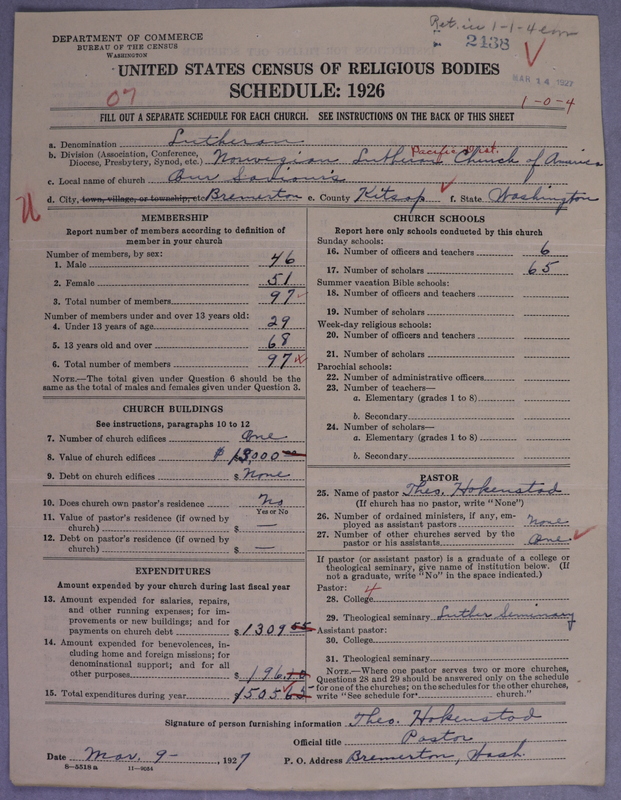 Ret. in 1-1-4
DEPARTMENT OF COMMERCE
BUREAU OF THE CENSUS
WASHINGTON
2438
MAR 14 1927
UNITED STATES CENSUS OF RELIGIOUS BODIES
SCHEDULE: 1926
07
1-0-4
FILL OUT A SEPARATE SCHEDULE FOR EACH CHURCH. SEE INSTRUCTIONS ON THE BACK OF THIS SHEET
a. Denomination Lutheran
Pacific Dist.
b. Division (Association, Conference,
Diocese, Presbytery, Synod, etc.) Norwegian Lutheran Church of America
c. Local name of church Our Saviour's
d. City, town, village, or township, etc. Bremerton e. County Kitsap f. State Washington
U
MEMBERSHIP
Report number of members according to definition of
member in your church
Number of members, by sex:
1. Male 46
2. Female 51
3. Total number of members 97
Number of members under and over 13 years old:
4. Under 13 years of age 29
5. 13 years old and over 68
6. Total number of members 97
NOTE.—The total given under Question 6 should be the
same as the total of males and females given under Question 3.
CHURCH BUILDINGS
See instructions, paragraphs 10 to 12
7. Number of church edifices One
8. Value of church edifices $
9. Debt on church edifices $ None
10. Does church own pastor's residence No
Yes or No
11. Value of pastor's residence (if owned by
church) $ —
12. Debt on pastor's residence (if owned by
church) $ —
EXPENDITURES
Amount expended by your church during last fiscal year
13. Amount expended for salaries, repairs,
and other running expenses; for im-
provements or new buildings; and for
payments on church debt $ 1309 55
14. Amount expended for benevolences, in-
cluding home and foreign missions; for
denominational support; and for all
other purposes $ 196 10
15. Total expenditures during year $1505 65
CHURCH SCHOOLS
Report here only schools conducted by this church
Sunday schools:
16. Number of officers and teachers 6
17. Number of scholars 65
Summer vacation Bible schools:
18. Number of officers and teachers
19. Number of scholars
Week-day religious schools:
20. Number of officers and teachers
21. Number of scholars
Parochial schools:
22. Number of administrative officers
23. Number of teachers—
a. Elementary (grades 1 to 8)
b. Secondary
24. Number of scholars—
a. Elementary (grades 1 to 8)
b. Secondary
PASTOR
25. Name of pastor Theo. Hokenstad
(If church has no pastor, write "None")
26. Number of ordained ministers, if any, em-
ployed as assistant pastors None
27. Number of other churches served by the
pastor or his assistants One
If pastor (or assistant pastor) is a graduate of a college or
theological seminary, give name of institution below. (If
not a graduate, write "No" in the space indicated.)
Pastor: 4
28. College
29. Theological seminary Luther Seminary
Assistant pastor:
30. College
31. Theological seminary
NOTE.—Where one pastor serves two or more churches,
Questions 28 and 29 should be answered only on the schedule
for one of the churches; on the schedules for the other churches,
write "See schedule for church."
Signature of person furnishing information Theo. Hokenstad
Official title Pastor
Date Mar. 9- , 1927 P. O. Address Bremerton, Wash.
8-5518a 11-9034